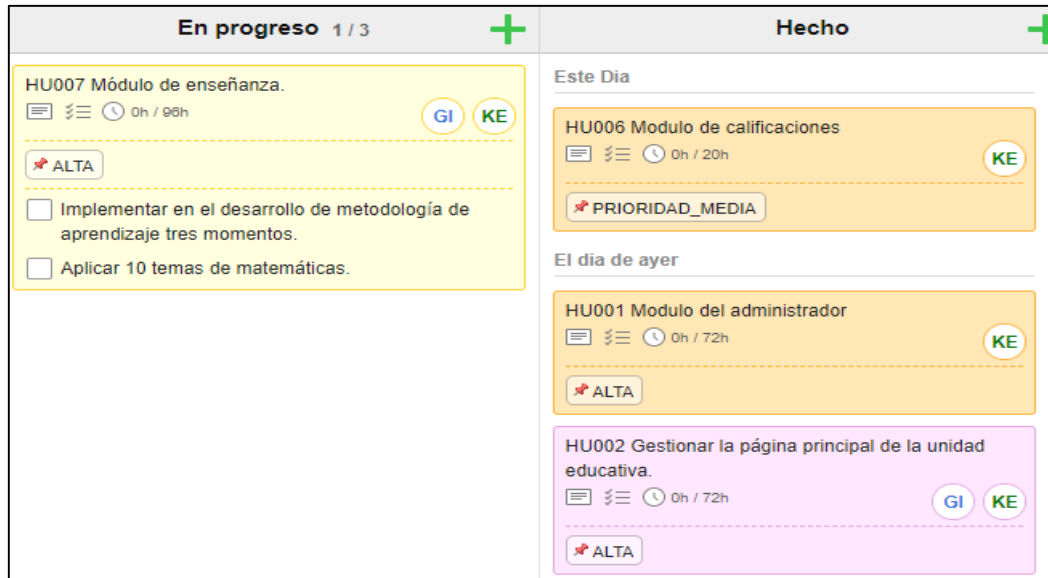 En progreso 1 / 3
HU007 Módulo de enseñanza.
0h / 96h
GI KE
ALTA
Implementar en el desarrollo de metodología de
aprendizaje tres momentos.
Aplicar 10 temas de matemáticas.
Hecho
Este Dia
HU006 Modulo de calificaciones
0h / 20h
KE
PRIORIDAD_MEDIA
El dia de ayer
HU001 Modulo del administrador
0h / 72h
KE
ALTA
HU002 Gestionar la página principal de la unidad
educativa.
0h / 72h
GI KE
ALTA